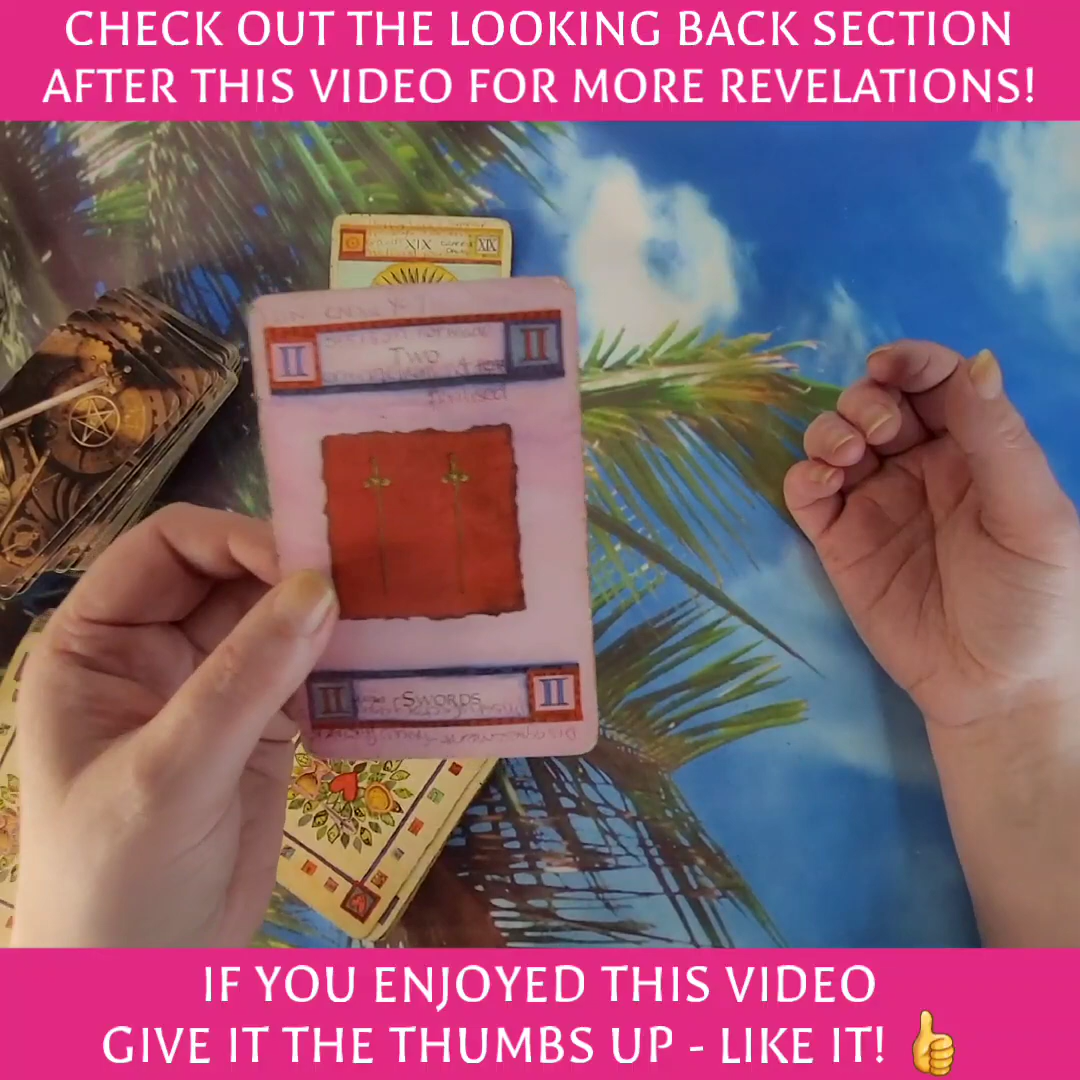 CHECK OUT THE LOOKING BACK SECTION
AFTER THIS VIDEO FOR MORE REVELATIONS!
XIX XIX
II TWO II
II SWORDS II
IF YOU ENJOYED THIS VIDEO
GIVE IT THE THUMBS UP - LIKE IT! 👍